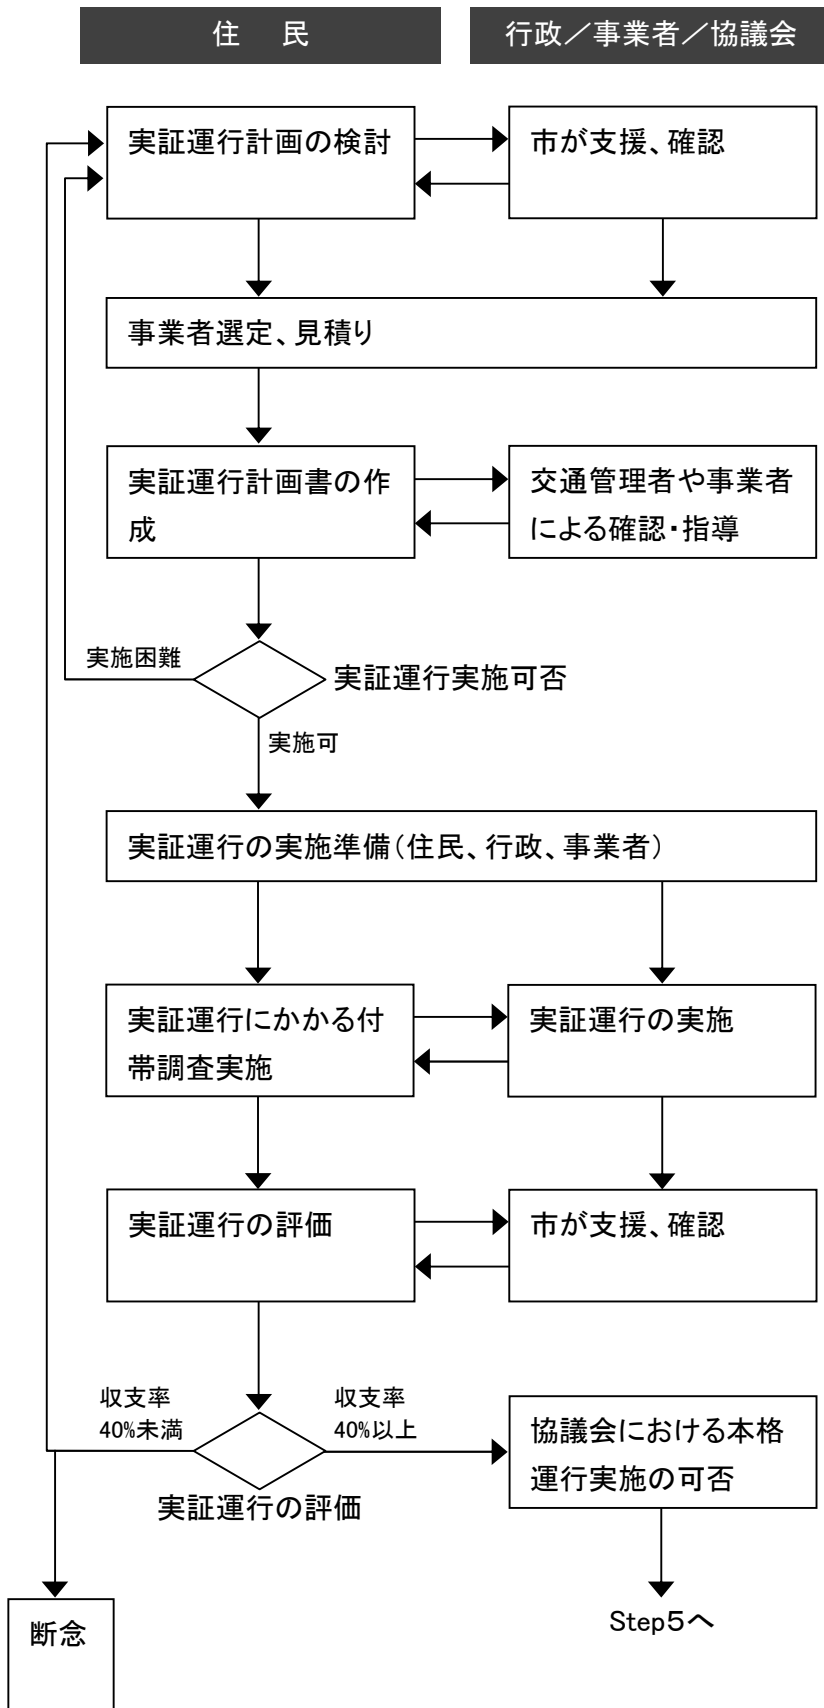 住 民
行政／事業者／協議会
実証運行計画の検討
市が支援、確認
事業者選定、見積り
実証運行計画書の作
成
交通管理者や事業者
による確認・指導
実施困難
実証運行実施可否
実施可
実証運行の実施準備（住民、行政、事業者）
実証運行にかかる付
帯調査実施
実証運行の実施
実証運行の評価
市が支援、確認
収支率
40%未満
収支率
40%以上
実証運行の評価
協議会における本格
運行実施の可否
断念
Step5へ